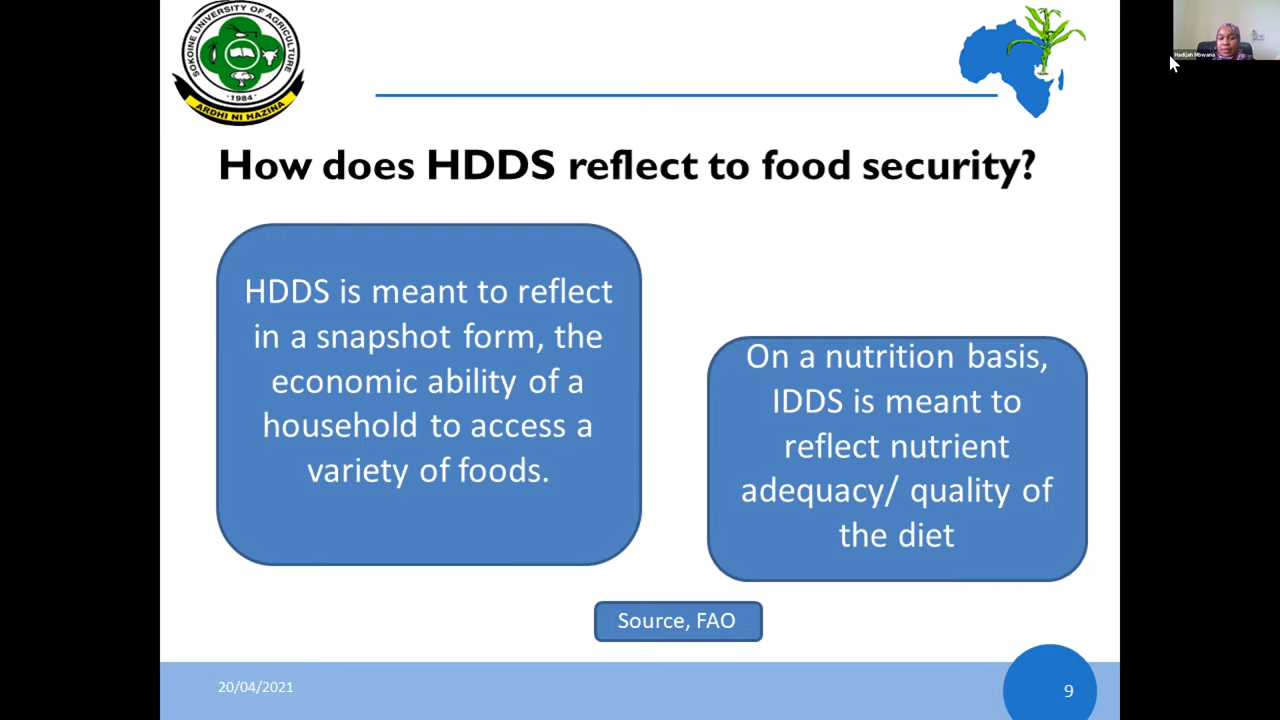 SOKOINE UNIVERSITY OF AGRICULTURE
· 1984 ·
ARDHI NI HAZINA
Hadijah Mbwana
How does HDDS reflect to food security?
HDDS is meant to reflect
in a snapshot form, the
economic ability of a
household to access a
variety of foods.
On a nutrition basis,
IDDS is meant to
reflect nutrient
adequacy/ quality of
the diet
Source, FAO
20/04/2021
9